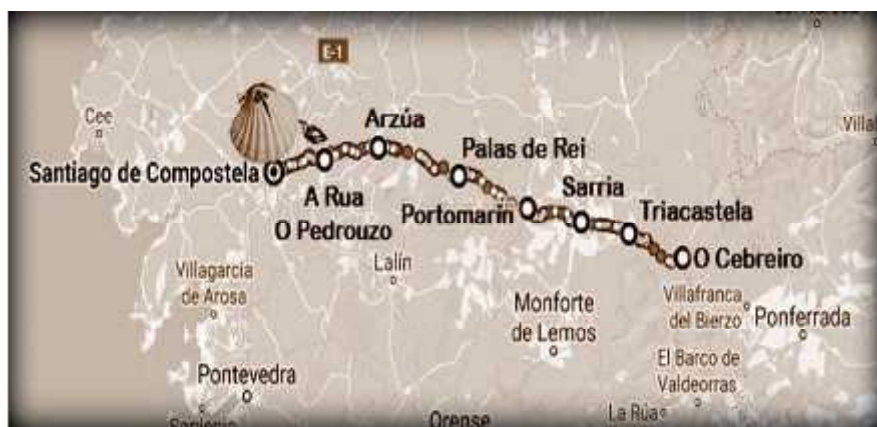 E-1
Cee
Arzúa
Santiago de Compostela
Palas de Rei
A Rua
O Pedrouzo
Portomarín
Sarria
Triacastela
O Cebreiro
Lalín
Villagarcía
de Arosa
Monforte
de Lemos
Villafranca
del Bierzo
Ponferrada
El Barco de
Valdeorras
Pontevedra
La Rúa
Orense